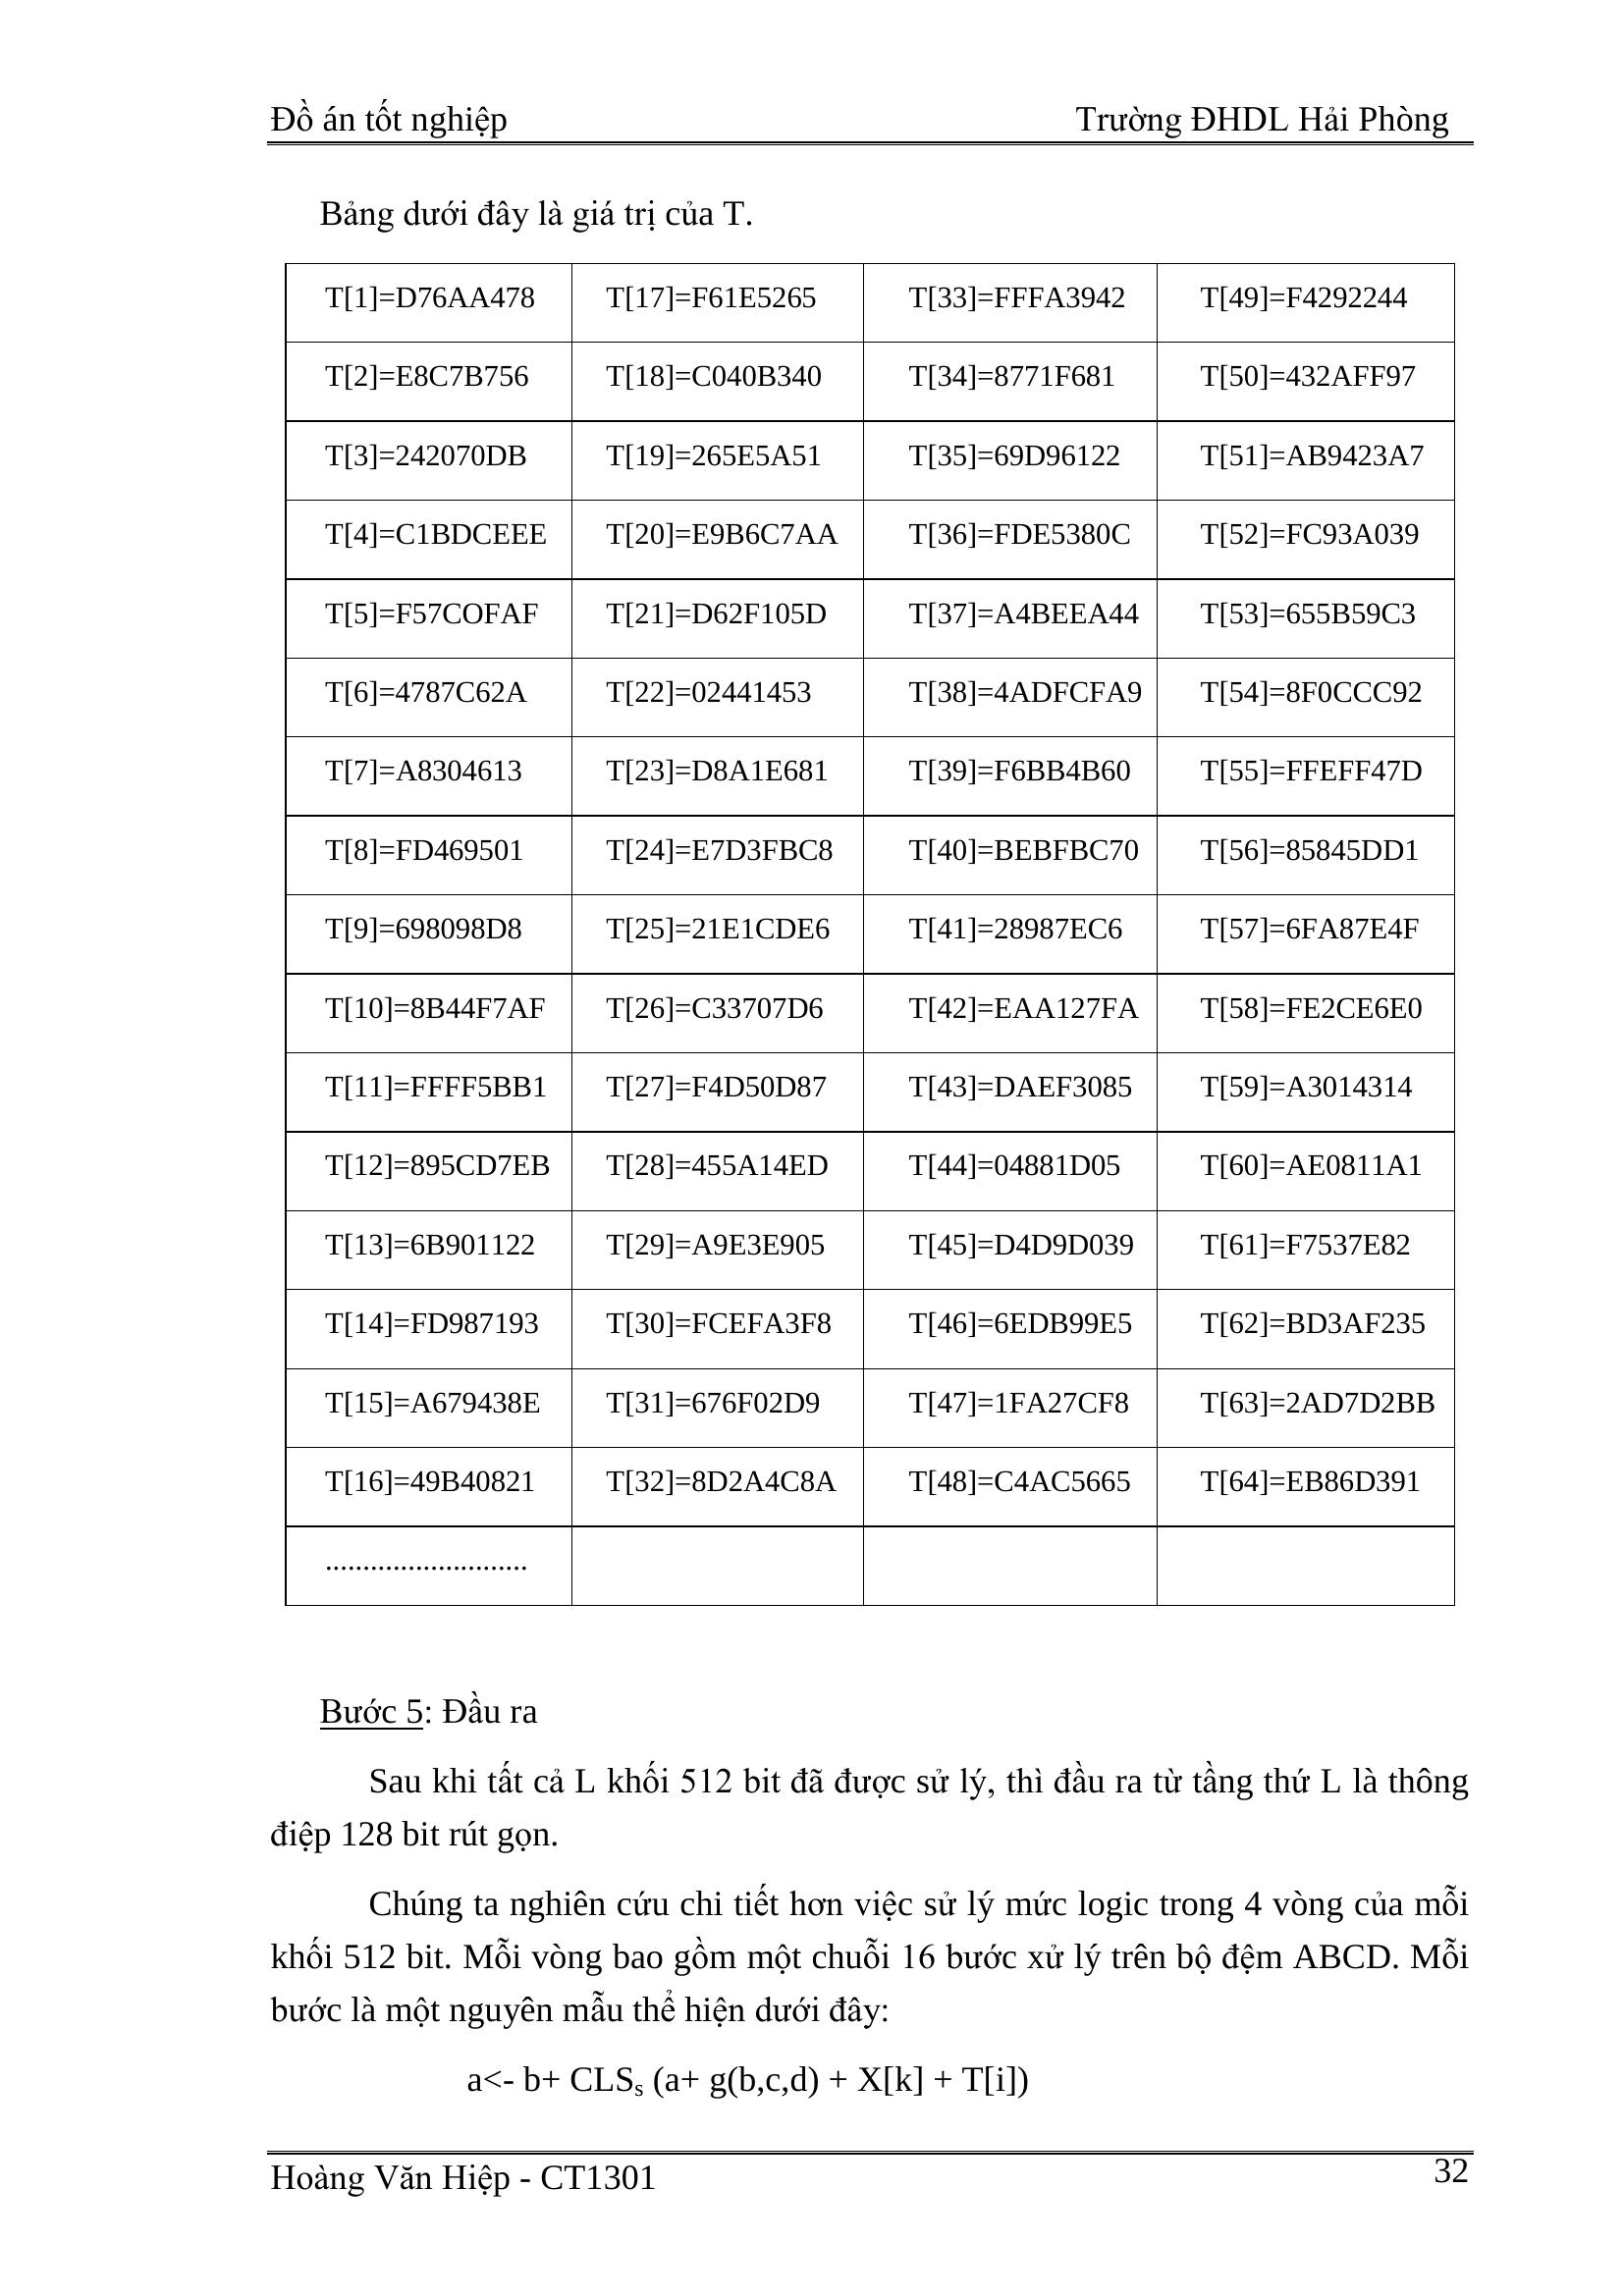 Đồ án tốt nghiệp Trường ĐHDL Hải Phòng
Bảng dưới đây là giá trị của T.
T[1]=D76AA478 T[17]=F61E5265 T[33]=FFFA3942 T[49]=F4292244
T[2]=E8C7B756 T[18]=C040B340 T[34]=8771F681 T[50]=432AFF97
T[3]=242070DB T[19]=265E5A51 T[35]=69D96122 T[51]=AB9423A7
T[4]=C1BDCEEE T[20]=E9B6C7AA T[36]=FDE5380C T[52]=FC93A039
T[5]=F57COFAF T[21]=D62F105D T[37]=A4BEEA44 T[53]=655B59C3
T[6]=4787C62A T[22]=02441453 T[38]=4ADFCFA9 T[54]=8F0CCC92
T[7]=A8304613 T[23]=D8A1E681 T[39]=F6BB4B60 T[55]=FFEFF47D
T[8]=FD469501 T[24]=E7D3FBC8 T[40]=BEBFBC70 T[56]=85845DD1
T[9]=698098D8 T[25]=21E1CDE6 T[41]=28987EC6 T[57]=6FA87E4F
T[10]=8B44F7AF T[26]=C33707D6 T[42]=EAA127FA T[58]=FE2CE6E0
T[11]=FFFF5BB1 T[27]=F4D50D87 T[43]=DAEF3085 T[59]=A3014314
T[12]=895CD7EB T[28]=455A14ED T[44]=04881D05 T[60]=AE0811A1
T[13]=6B901122 T[29]=A9E3E905 T[45]=D4D9D039 T[61]=F7537E82
T[14]=FD987193 T[30]=FCEFA3F8 T[46]=6EDB99E5 T[62]=BD3AF235
T[15]=A679438E T[31]=676F02D9 T[47]=1FA27CF8 T[63]=2AD7D2BB
T[16]=49B40821 T[32]=8D2A4C8A T[48]=C4AC5665 T[64]=EB86D391
...........................
Bước 5: Đầu ra
Sau khi tất cả L khối 512 bit đã được sử lý, thì đầu ra từ tầng thứ L là thông
điệp 128 bit rút gọn.
Chúng ta nghiên cứu chi tiết hơn việc sử lý mức logic trong 4 vòng của mỗi
khối 512 bit. Mỗi vòng bao gồm một chuỗi 16 bước xử lý trên bộ đệm ABCD. Mỗi
bước là một nguyên mẫu thể hiện dưới đây:
a<- b+ CLSs (a+ g(b,c,d) + X[k] + T[i])
Hoàng Văn Hiệp - CT1301 32